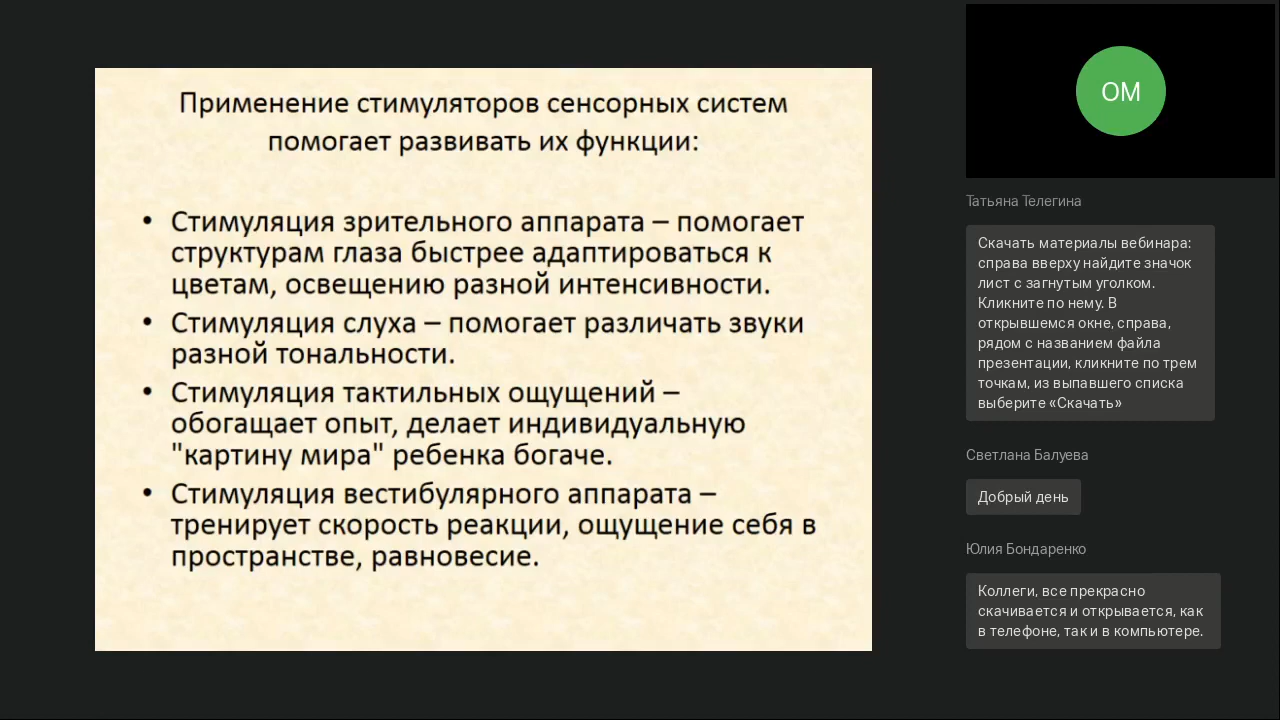 Применение стимуляторов сенсорных систем
помогает развивать их функции:
• Стимуляция зрительного аппарата – помогает
структурам глаза быстрее адаптироваться к
цветам, освещению разной интенсивности.
• Стимуляция слуха – помогает различать звуки
разной тональности.
• Стимуляция тактильных ощущений –
обогащает опыт, делает индивидуальную
"картину мира" ребенка богаче.
• Стимуляция вестибулярного аппарата –
тренирует скорость реакции, ощущение себя в
пространстве, равновесие.
ОМ
Татьяна Телегина
Скачать материалы вебинара:
справа вверху найдите значок
лист с загнутым уголком.
Кликните по нему. В
открывшемся окне, справа,
рядом с названием файла
презентации, кликните по трем
точкам, из выпавшего списка
выберите «Скачать»
Светлана Балуева
Добрый день
Юлия Бондаренко
Коллеги, все прекрасно
скачивается и открывается, как
в телефоне, так и в компьютере.